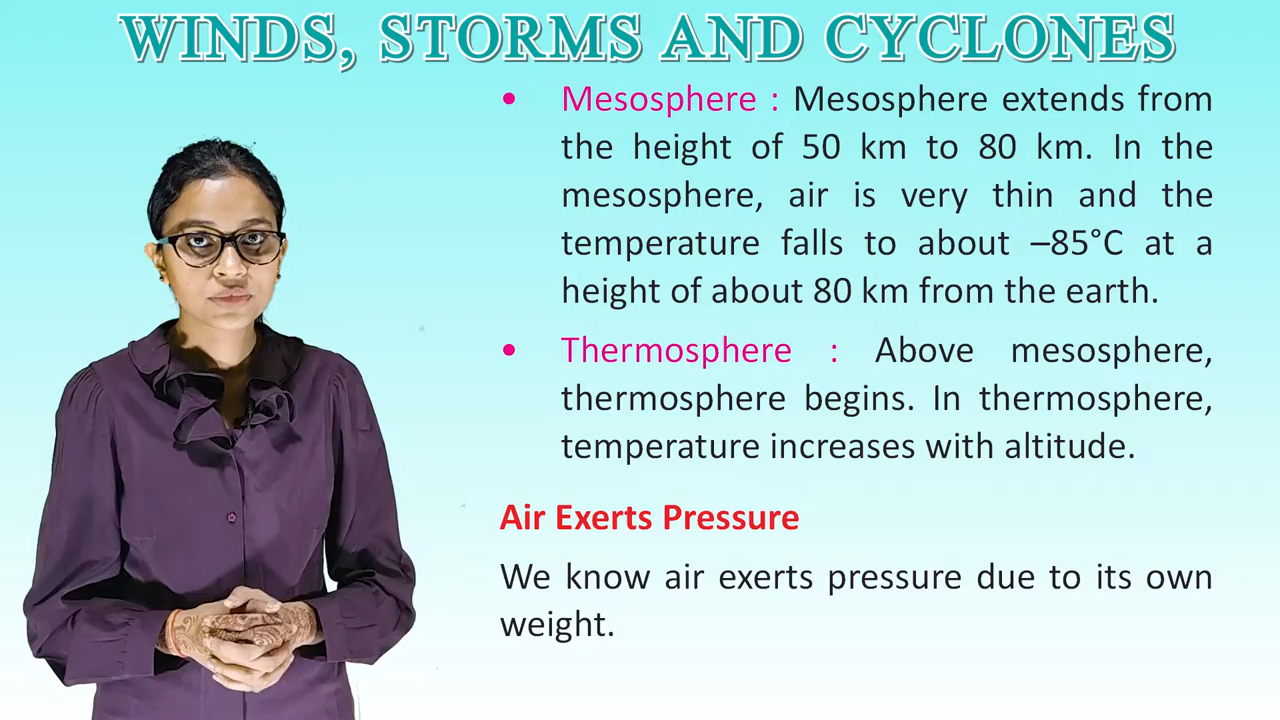 WINDS, STORMS AND CYCLONES
• Mesosphere : Mesosphere extends from
the height of 50 km to 80 km. In the
mesosphere, air is very thin and the
temperature falls to about –85°C at a
height of about 80 km from the earth.
• Thermosphere : Above mesosphere,
thermosphere begins. In thermosphere,
temperature increases with altitude.
Air Exerts Pressure
We know air exerts pressure due to its own
weight.